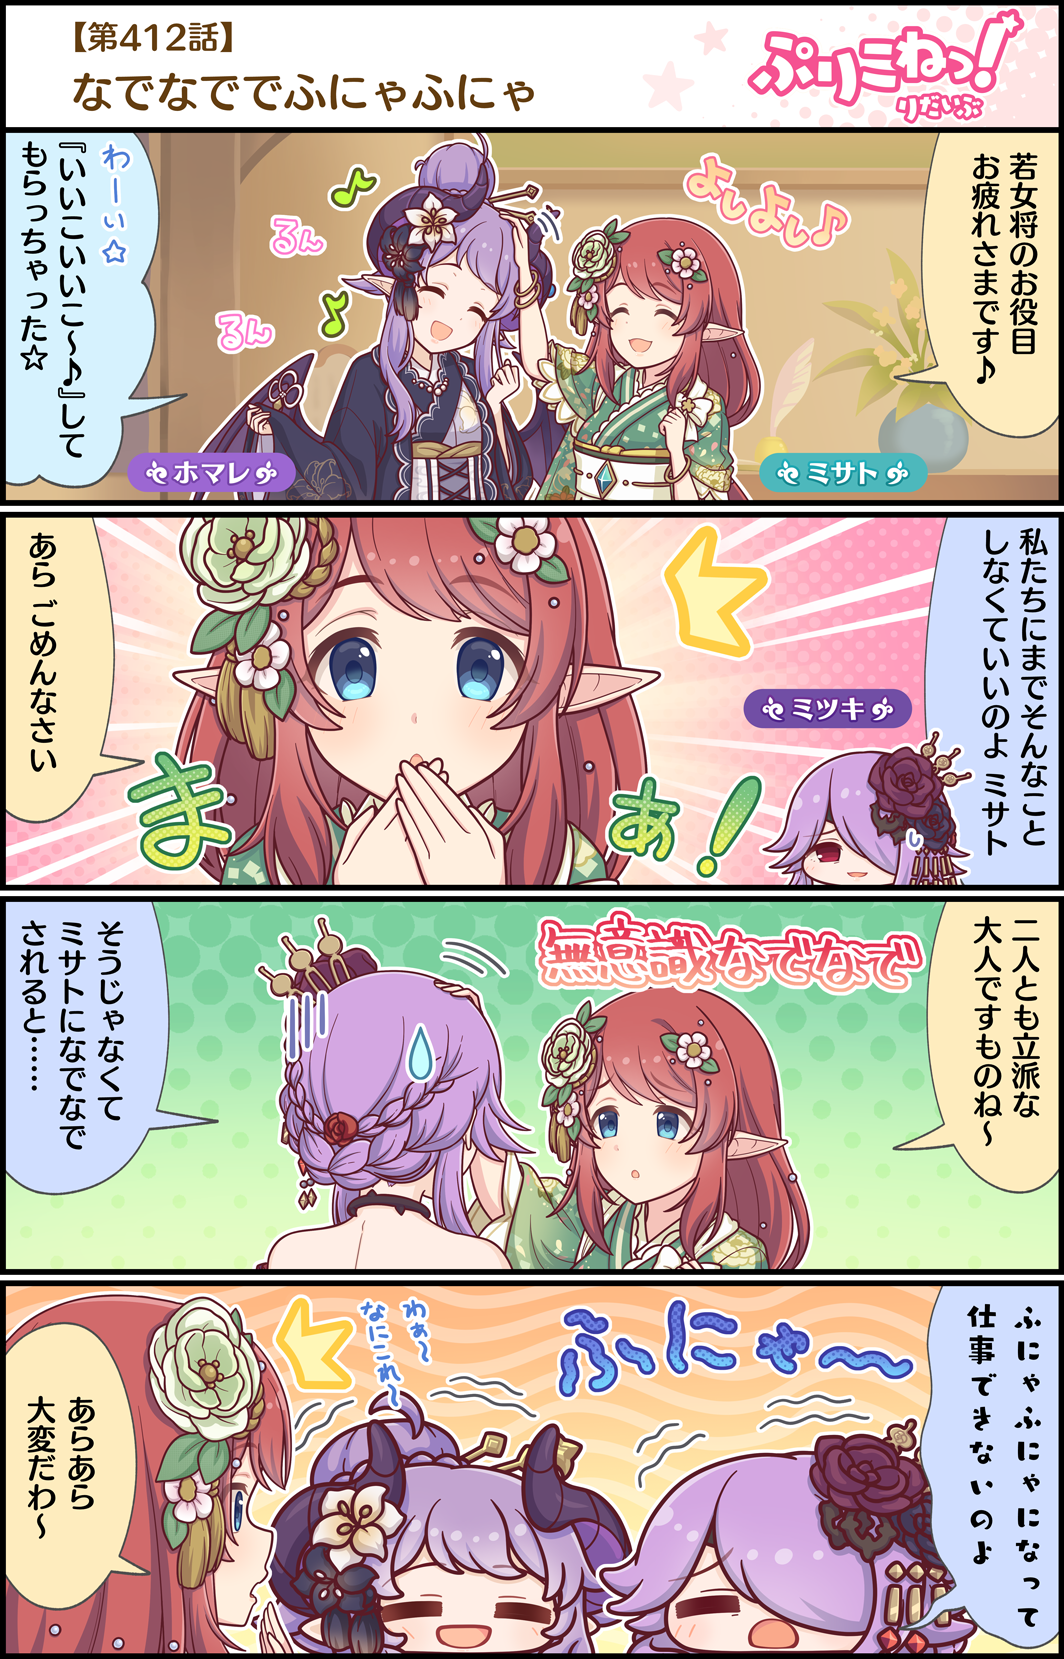 【第412話】
なでなででふにゃふにゃ
ぷりこねっ！
りだいぶ
若女将のお役目
お疲れさまです♪
よしよし♪
るん
るん
わーい☆
『いいこいいこ～♪』して
もらっちゃった☆
ホマレ
ミサト
私たちにまでそんなこと
しなくていいのよ ミサト
ミツキ
まぁ！
あら ごめんなさい
二人とも立派な
大人ですものね～
無意識なでなで
そうじゃなくて
ミサトになでなで
されると……
ふにゃふにゃになって
仕事できないのよ
ふ～にゃ～
わぁ～
なにこれ～
あらあら
大変だわ～